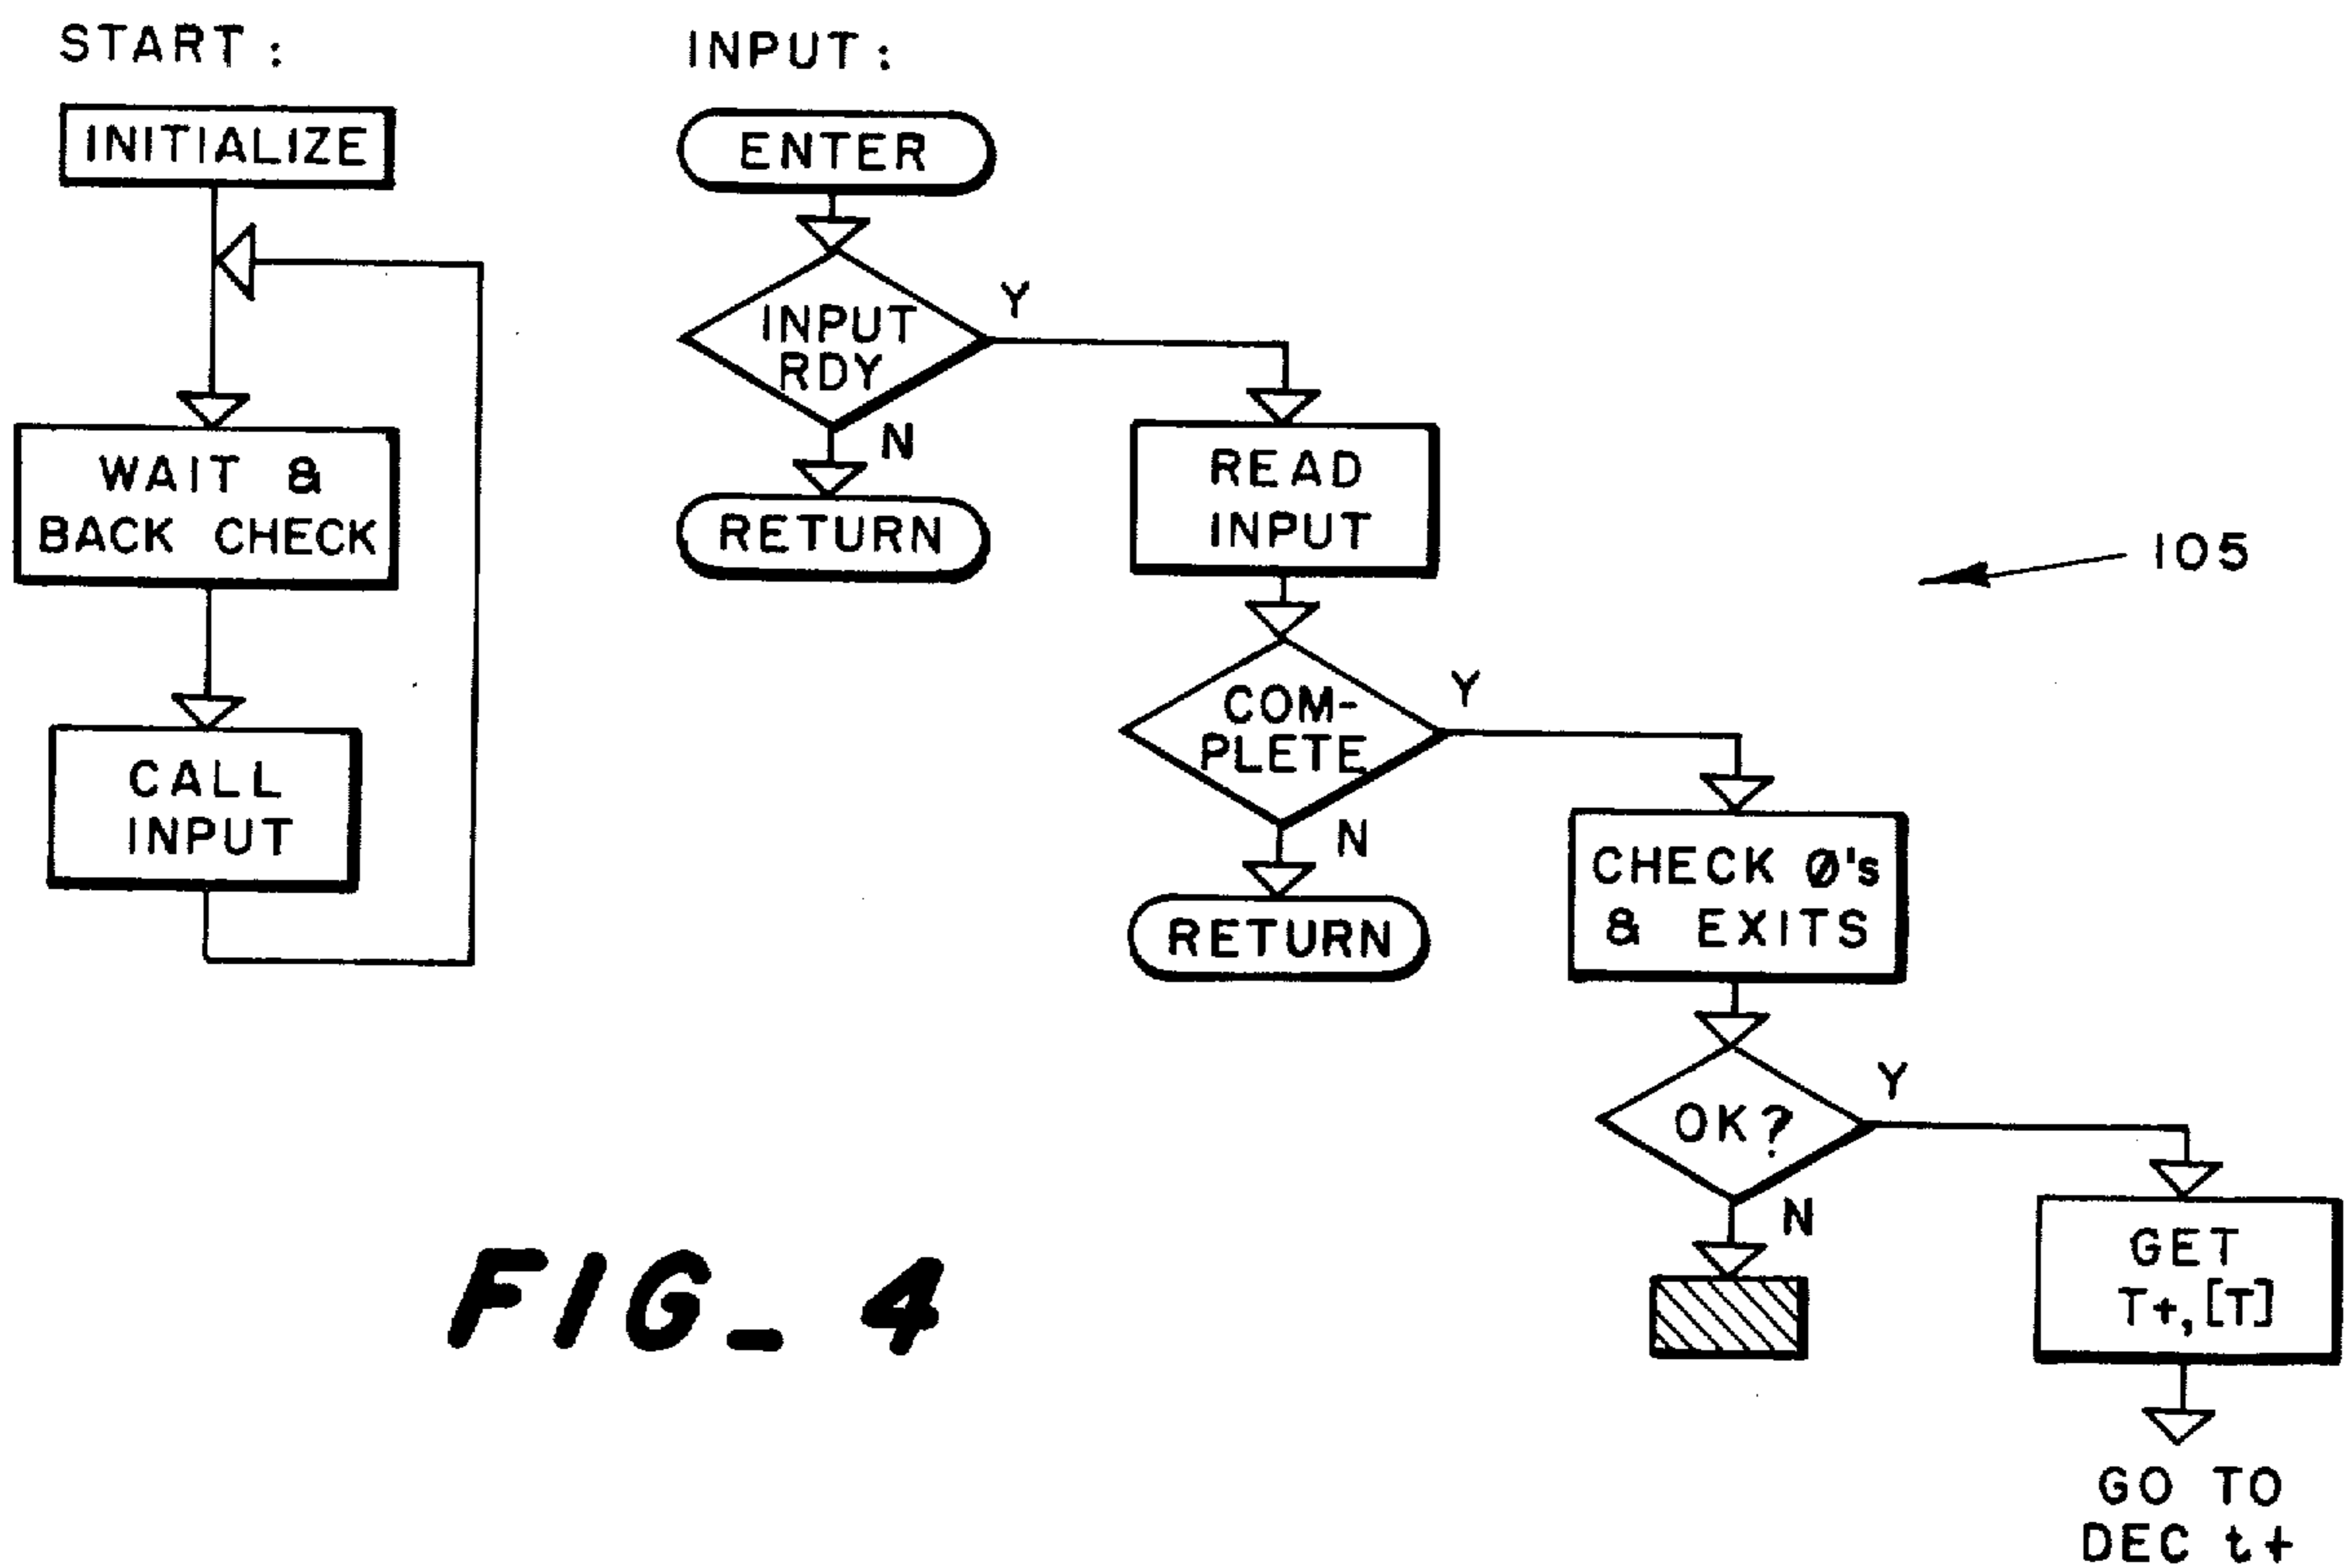 START:
INITIALIZE
WAIT &
BACK CHECK
CALL
INPUT
INPUT:
ENTER
INPUT
RDY
Y
N
RETURN
READ
INPUT
COM-
PLETE
Y
N
RETURN
CHECK Ø's
& EXITS
OK?
Y
N
GET
T+,[T]
GO TO
DEC t+
105
FIG_4